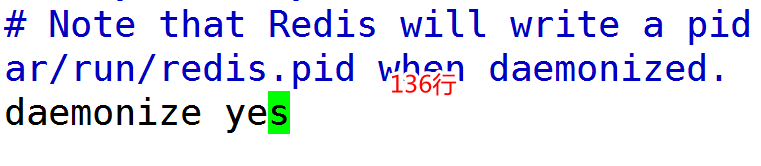 # Note that Redis will write a pid
ar/run/redis.pid when daemonized.
136行
daemonize yes